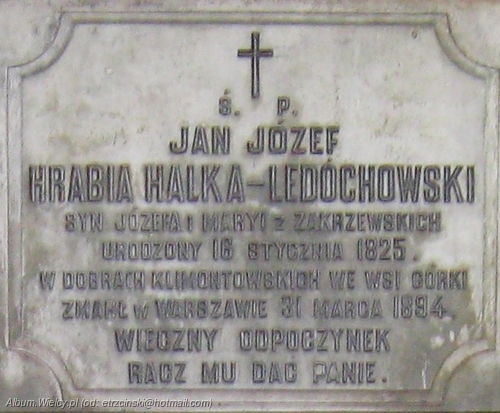 Ś. P.
JAN JÓZEF
HRABIA HALKA-LEDÓCHOWSKI
SYN JÓZEFA I MARYI z ZAKRZEWSKICH
URODZONY 16 STYCZNIA 1825.
W DOBRACH KLIMONTOWSKICH WE WSI GÓRKI
ZMARŁ W WARSZAWIE 31 MARCA 1894.
WIECZNY ODPOCZYNEK
RACZ MU DAĆ PANIE.
Album.Wielcy.pl (od: etrzcinski@hotmail.com)